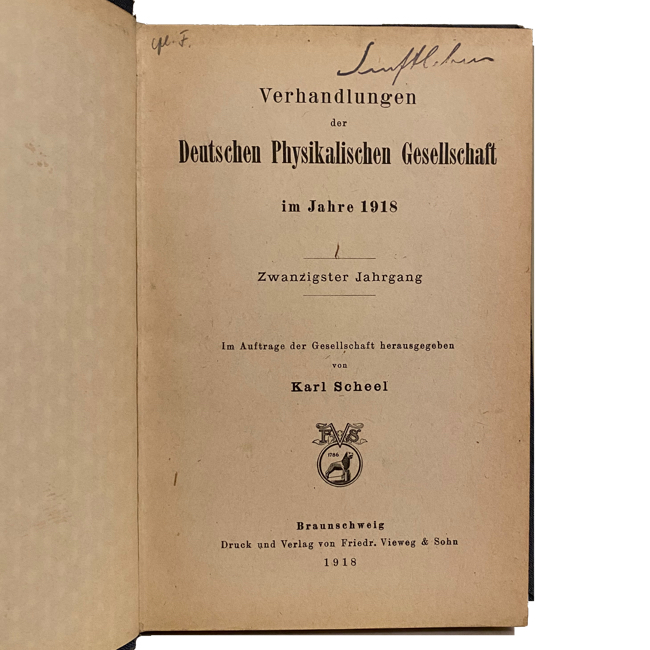 Senftleben
Verhandlungen
der
Deutschen Physikalischen Gesellschaft
im Jahre 1918
Zwanzigster Jahrgang
Im Auftrage der Gesellschaft herausgegeben
von
Karl Scheel
F V S
1786
Braunschweig
Druck und Verlag von Friedr. Vieweg & Sohn
1918